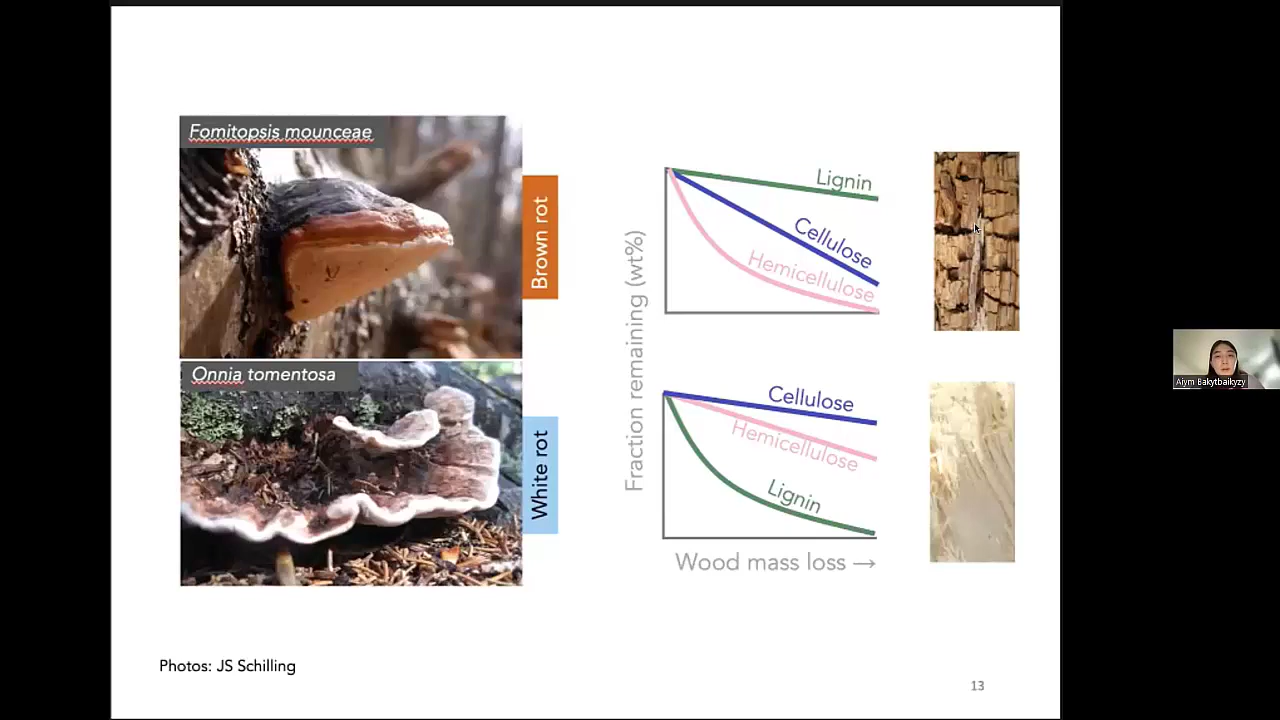 Fomitopsis mounceae
Brown rot
Onnia tomentosa
White rot
Fraction remaining (wt%)
Lignin
Cellulose
Hemicellulose
Cellulose
Hemicellulose
Lignin
Wood mass loss →
Photos: JS Schilling
13
Aiym Bakytbaikyzy